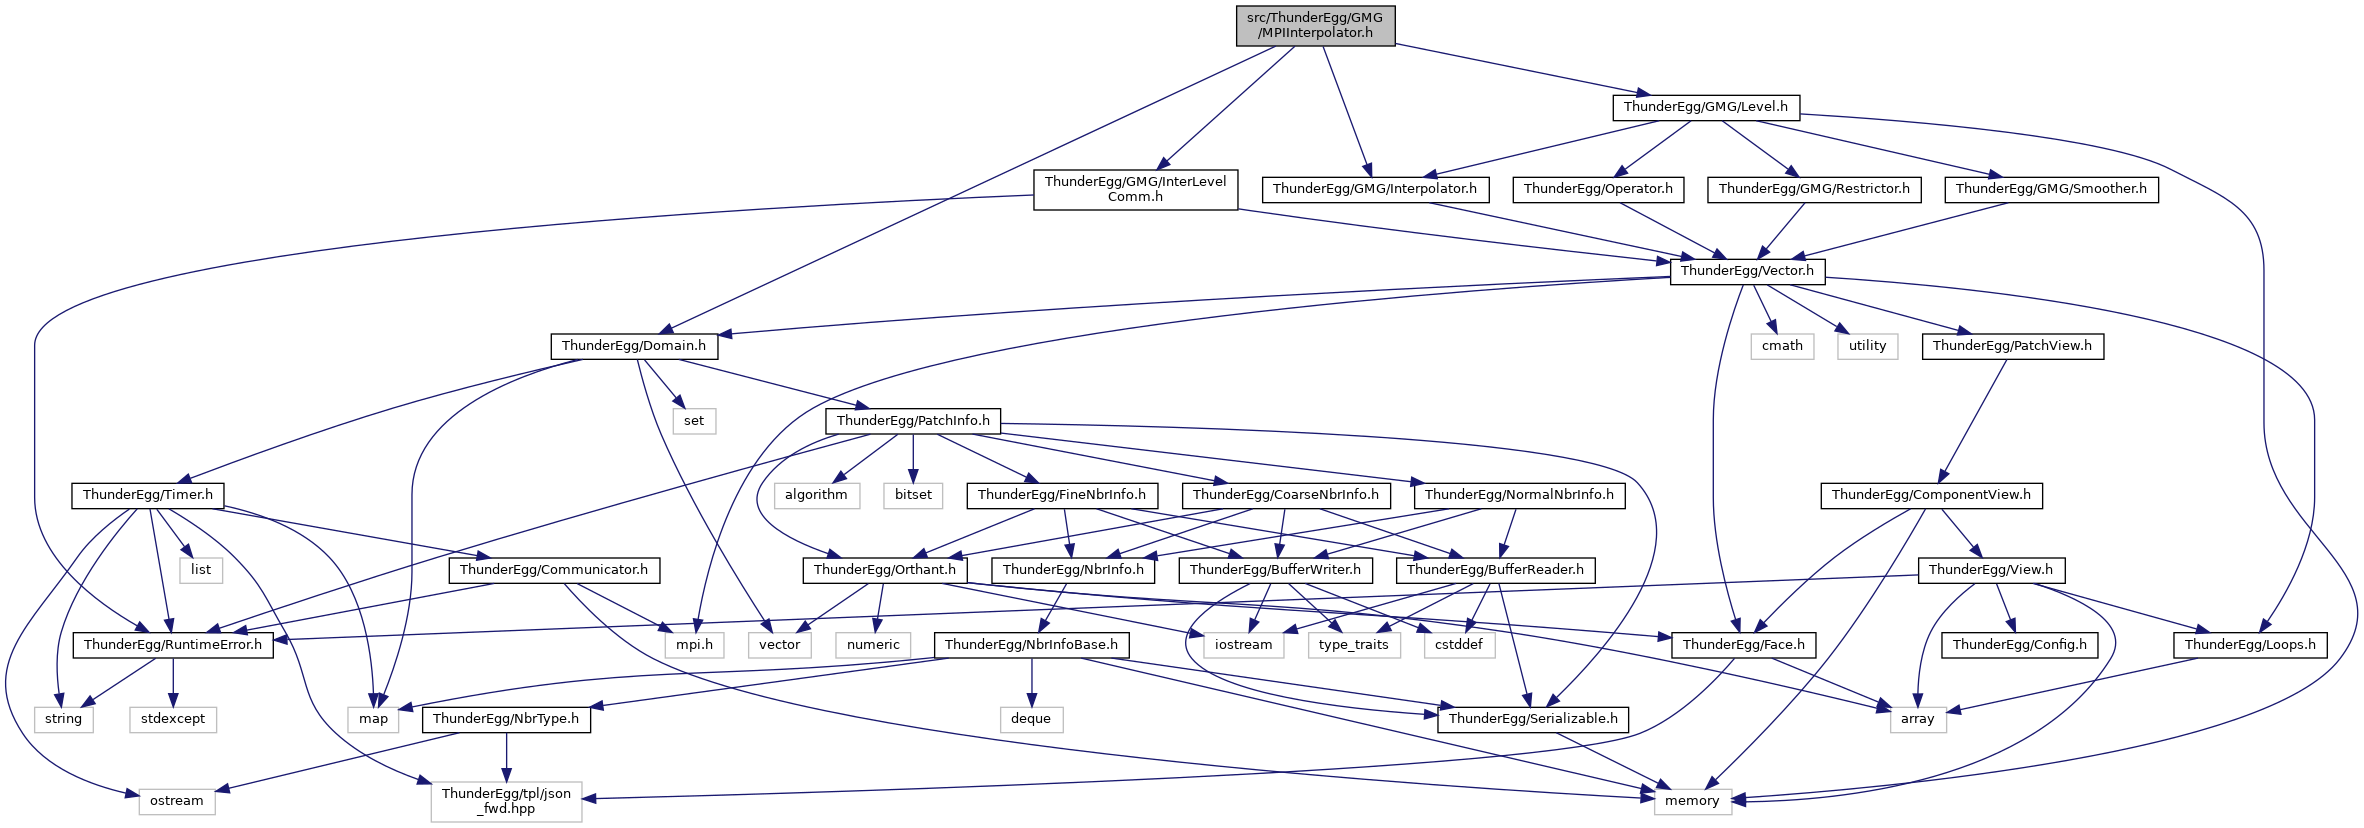 src/ThunderEgg/GMG
/MPIInterpolator.h
ThunderEgg/GMG/Level.h
ThunderEgg/GMG/InterLevel
Comm.h
ThunderEgg/GMG/Interpolator.h
ThunderEgg/Operator.h
ThunderEgg/GMG/Restrictor.h
ThunderEgg/GMG/Smoother.h
ThunderEgg/Vector.h
ThunderEgg/Domain.h
cmath
utility
ThunderEgg/PatchView.h
set
ThunderEgg/PatchInfo.h
ThunderEgg/Timer.h
algorithm
bitset
ThunderEgg/FineNbrInfo.h
ThunderEgg/CoarseNbrInfo.h
ThunderEgg/NormalNbrInfo.h
ThunderEgg/ComponentView.h
list
ThunderEgg/Communicator.h
ThunderEgg/Orthant.h
ThunderEgg/NbrInfo.h
ThunderEgg/BufferWriter.h
ThunderEgg/BufferReader.h
ThunderEgg/View.h
ThunderEgg/RuntimeError.h
mpi.h
vector
numeric
ThunderEgg/NbrInfoBase.h
iostream
type_traits
cstddef
ThunderEgg/Face.h
ThunderEgg/Config.h
ThunderEgg/Loops.h
string
stdexcept
map
ThunderEgg/NbrType.h
deque
ThunderEgg/Serializable.h
array
ostream
ThunderEgg/tpl/json
_fwd.hpp
memory